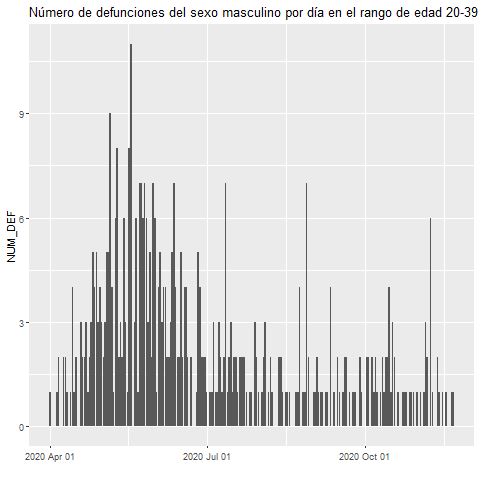 Número de defunciones del sexo masculino por día en el rango de edad 20-39
NUM_DEF
9
6
3
0
2020 Apr 01
2020 Jul 01
2020 Oct 01